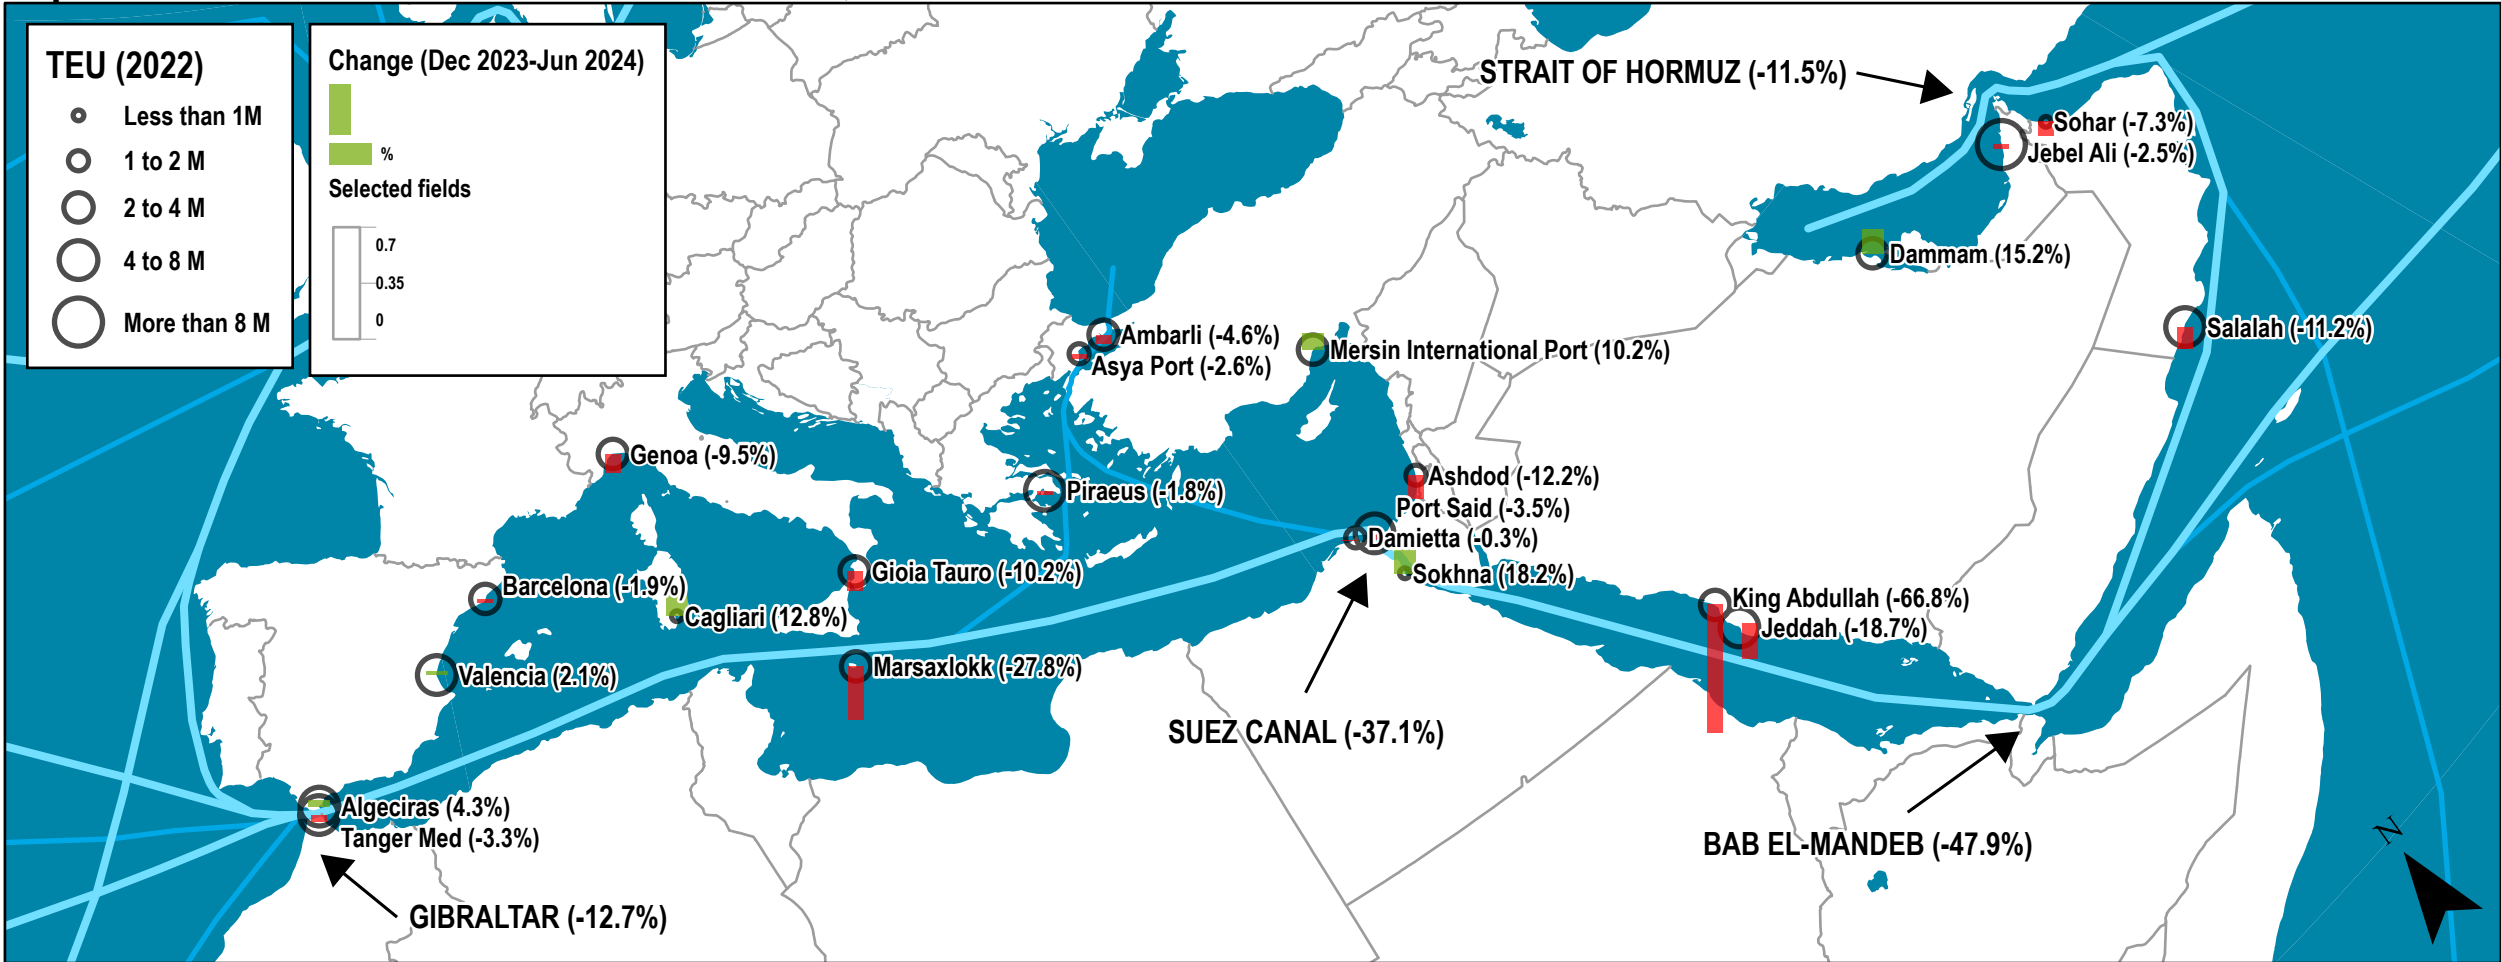 TEU (2022)
Less than 1M
1 to 2 M
2 to 4 M
4 to 8 M
More than 8 M
Change (Dec 2023-Jun 2024)
%
Selected fields
0.7
0.35
0
STRAIT OF HORMUZ (-11.5%)
Sohar (-7.3%)
Jebel Ali (-2.5%)
Dammam (15.2%)
Salalah (-11.2%)
Ambarli (-4.6%)
Asya Port (-2.6%)
Mersin International Port (10.2%)
Genoa (-9.5%)
Piraeus (-1.8%)
Ashdod (-12.2%)
Port Said (-3.5%)
Damietta (-0.3%)
Sokhna (18.2%)
Gioia Tauro (-10.2%)
Barcelona (-1.9%)
Cagliari (12.8%)
King Abdullah (-66.8%)
Jeddah (-18.7%)
Marsaxlokk (-27.8%)
Valencia (2.1%)
SUEZ CANAL (-37.1%)
Algeciras (4.3%)
Tanger Med (-3.3%)
BAB EL-MANDEB (-47.9%)
GIBRALTAR (-12.7%)
N